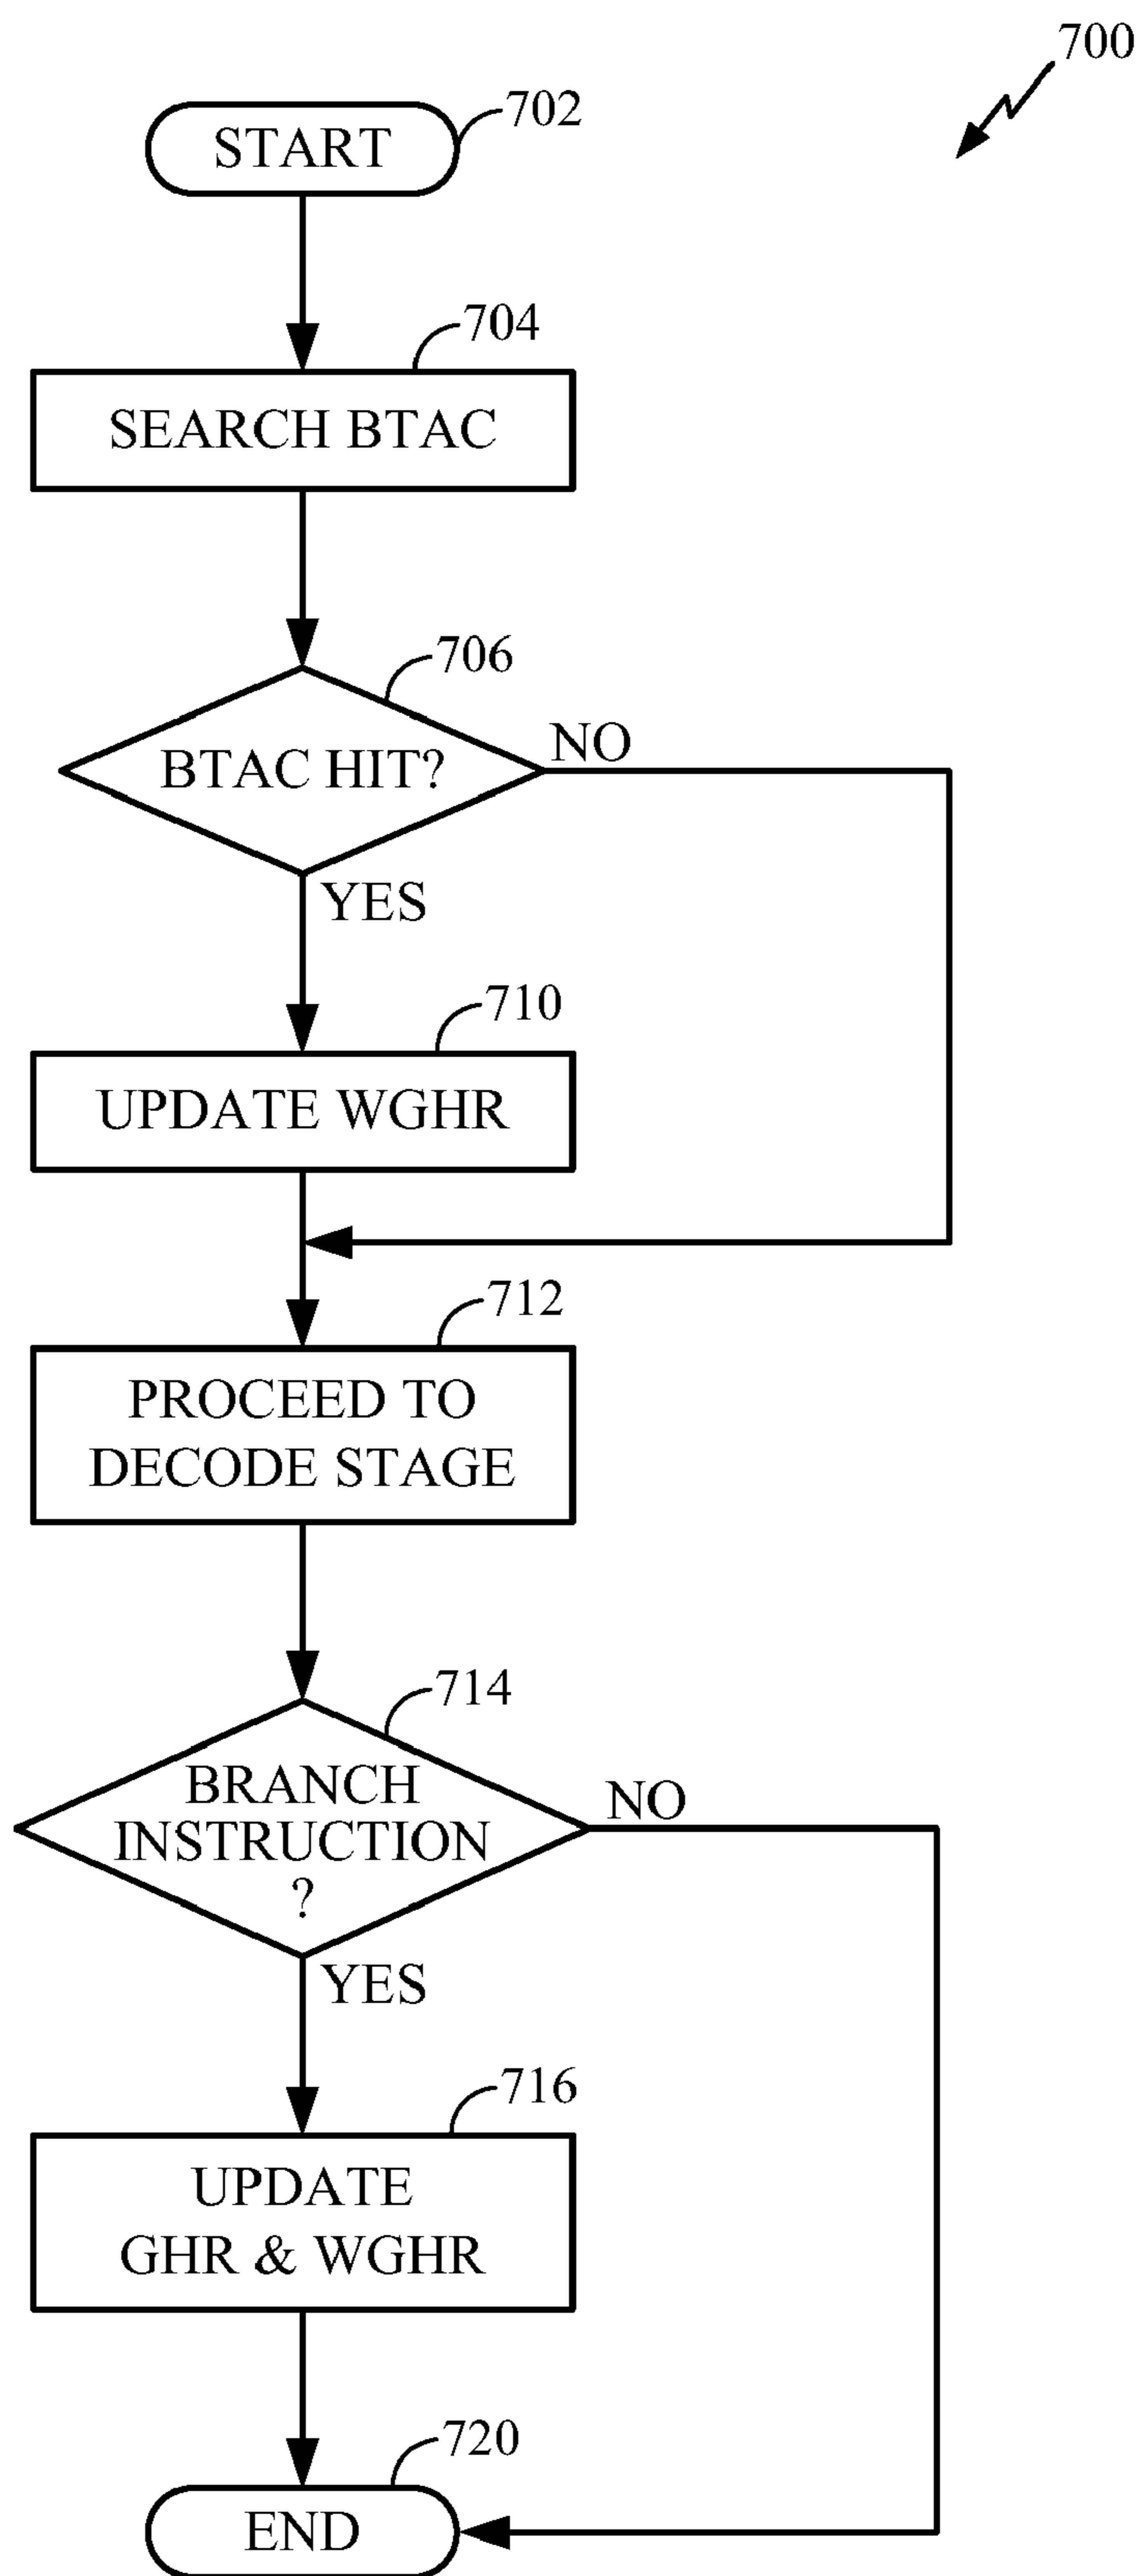 700
START
702
704
SEARCH BTAC
706
BTAC HIT?
NO
YES
710
UPDATE WGHR
712
PROCEED TO
DECODE STAGE
714
BRANCH
INSTRUCTION
?
NO
YES
716
UPDATE
GHR & WGHR
720
END